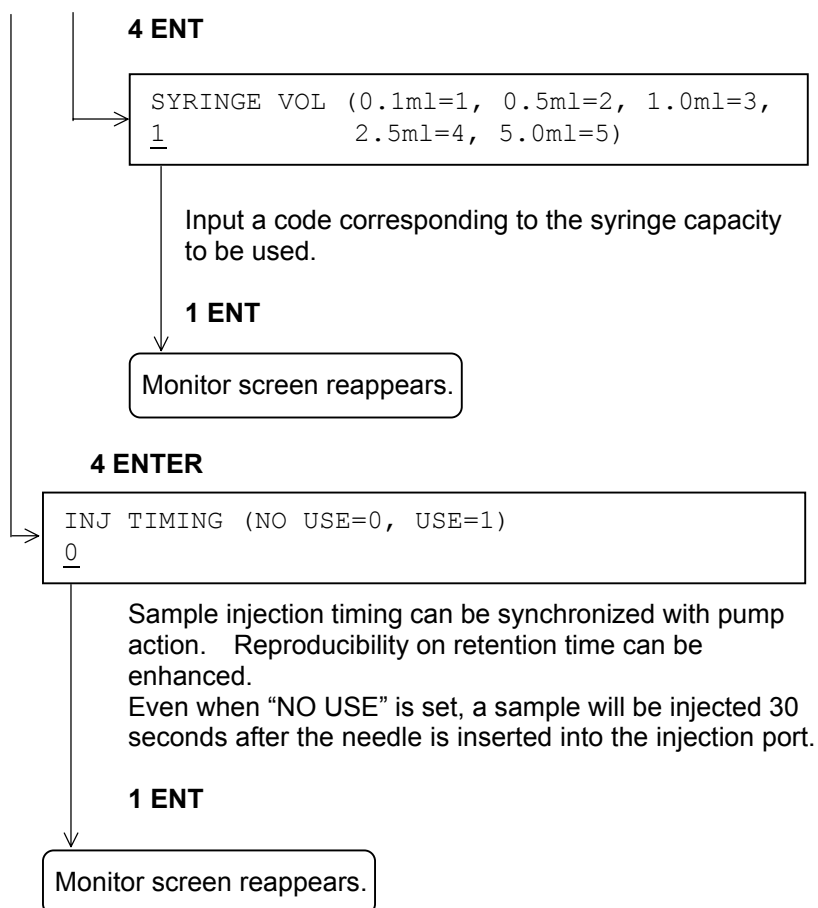 4 ENT
SYRINGE VOL (0.1ml=1, 0.5ml=2, 1.0ml=3,
1 2.5ml=4, 5.0ml=5)
Input a code corresponding to the syringe capacity
to be used.
1 ENT
Monitor screen reappears.
4 ENTER
INJ TIMING (NO USE=0, USE=1)
0
Sample injection timing can be synchronized with pump
action. Reproducibility on retention time can be
enhanced.
Even when “NO USE” is set, a sample will be injected 30
seconds after the needle is inserted into the injection port.
1 ENT
Monitor screen reappears.